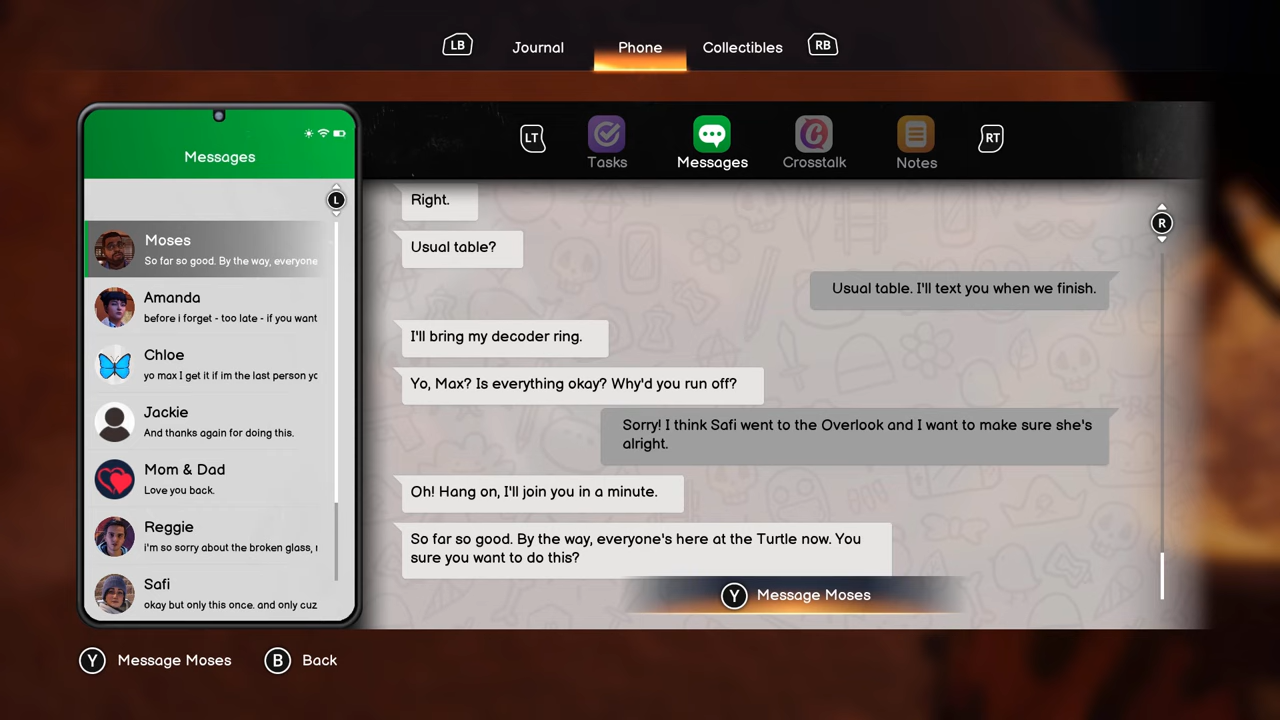 LB Journal Phone Collectibles RB
Messages
LT Tasks Messages Crosstalk Notes RT
L
R
Moses
So far so good. By the way, everyone
Amanda
before i forget - too late - if you want
Chloe
yo max I get it if im the last person yo
Jackie
And thanks again for doing this.
Mom & Dad
Love you back.
Reggie
i'm so sorry about the broken glass, r
Safi
okay but only this once. and only cuz
Right.
Usual table?
Usual table. I'll text you when we finish.
I'll bring my decoder ring.
Yo, Max? Is everything okay? Why'd you run off?
Sorry! I think Safi went to the Overlook and I want to make sure she's
alright.
Oh! Hang on, I'll join you in a minute.
So far so good. By the way, everyone's here at the Turtle now. You
sure you want to do this?
Y Message Moses
Y Message Moses B Back